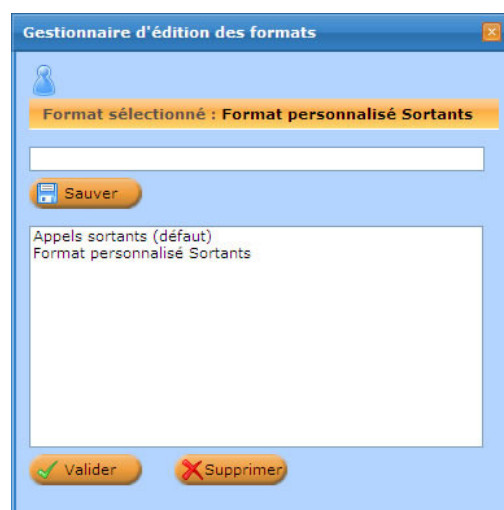 Gestionnaire d'édition des formats
Format sélectionné : Format personnalisé Sortants
Sauver
Appels sortants (défaut)
Format personnalisé Sortants
Valider
Supprimer